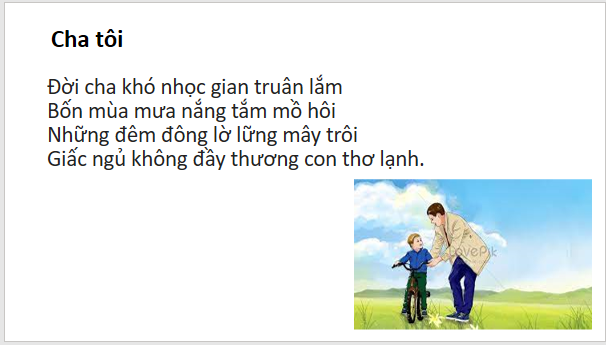 Cha tôi
Đời cha khó nhọc gian truân lắm
Bốn mùa mưa nắng tắm mồ hôi
Những đêm đông lờ lững mây trôi
Giấc ngủ không đầy thương con thơ lạnh.
LovePik